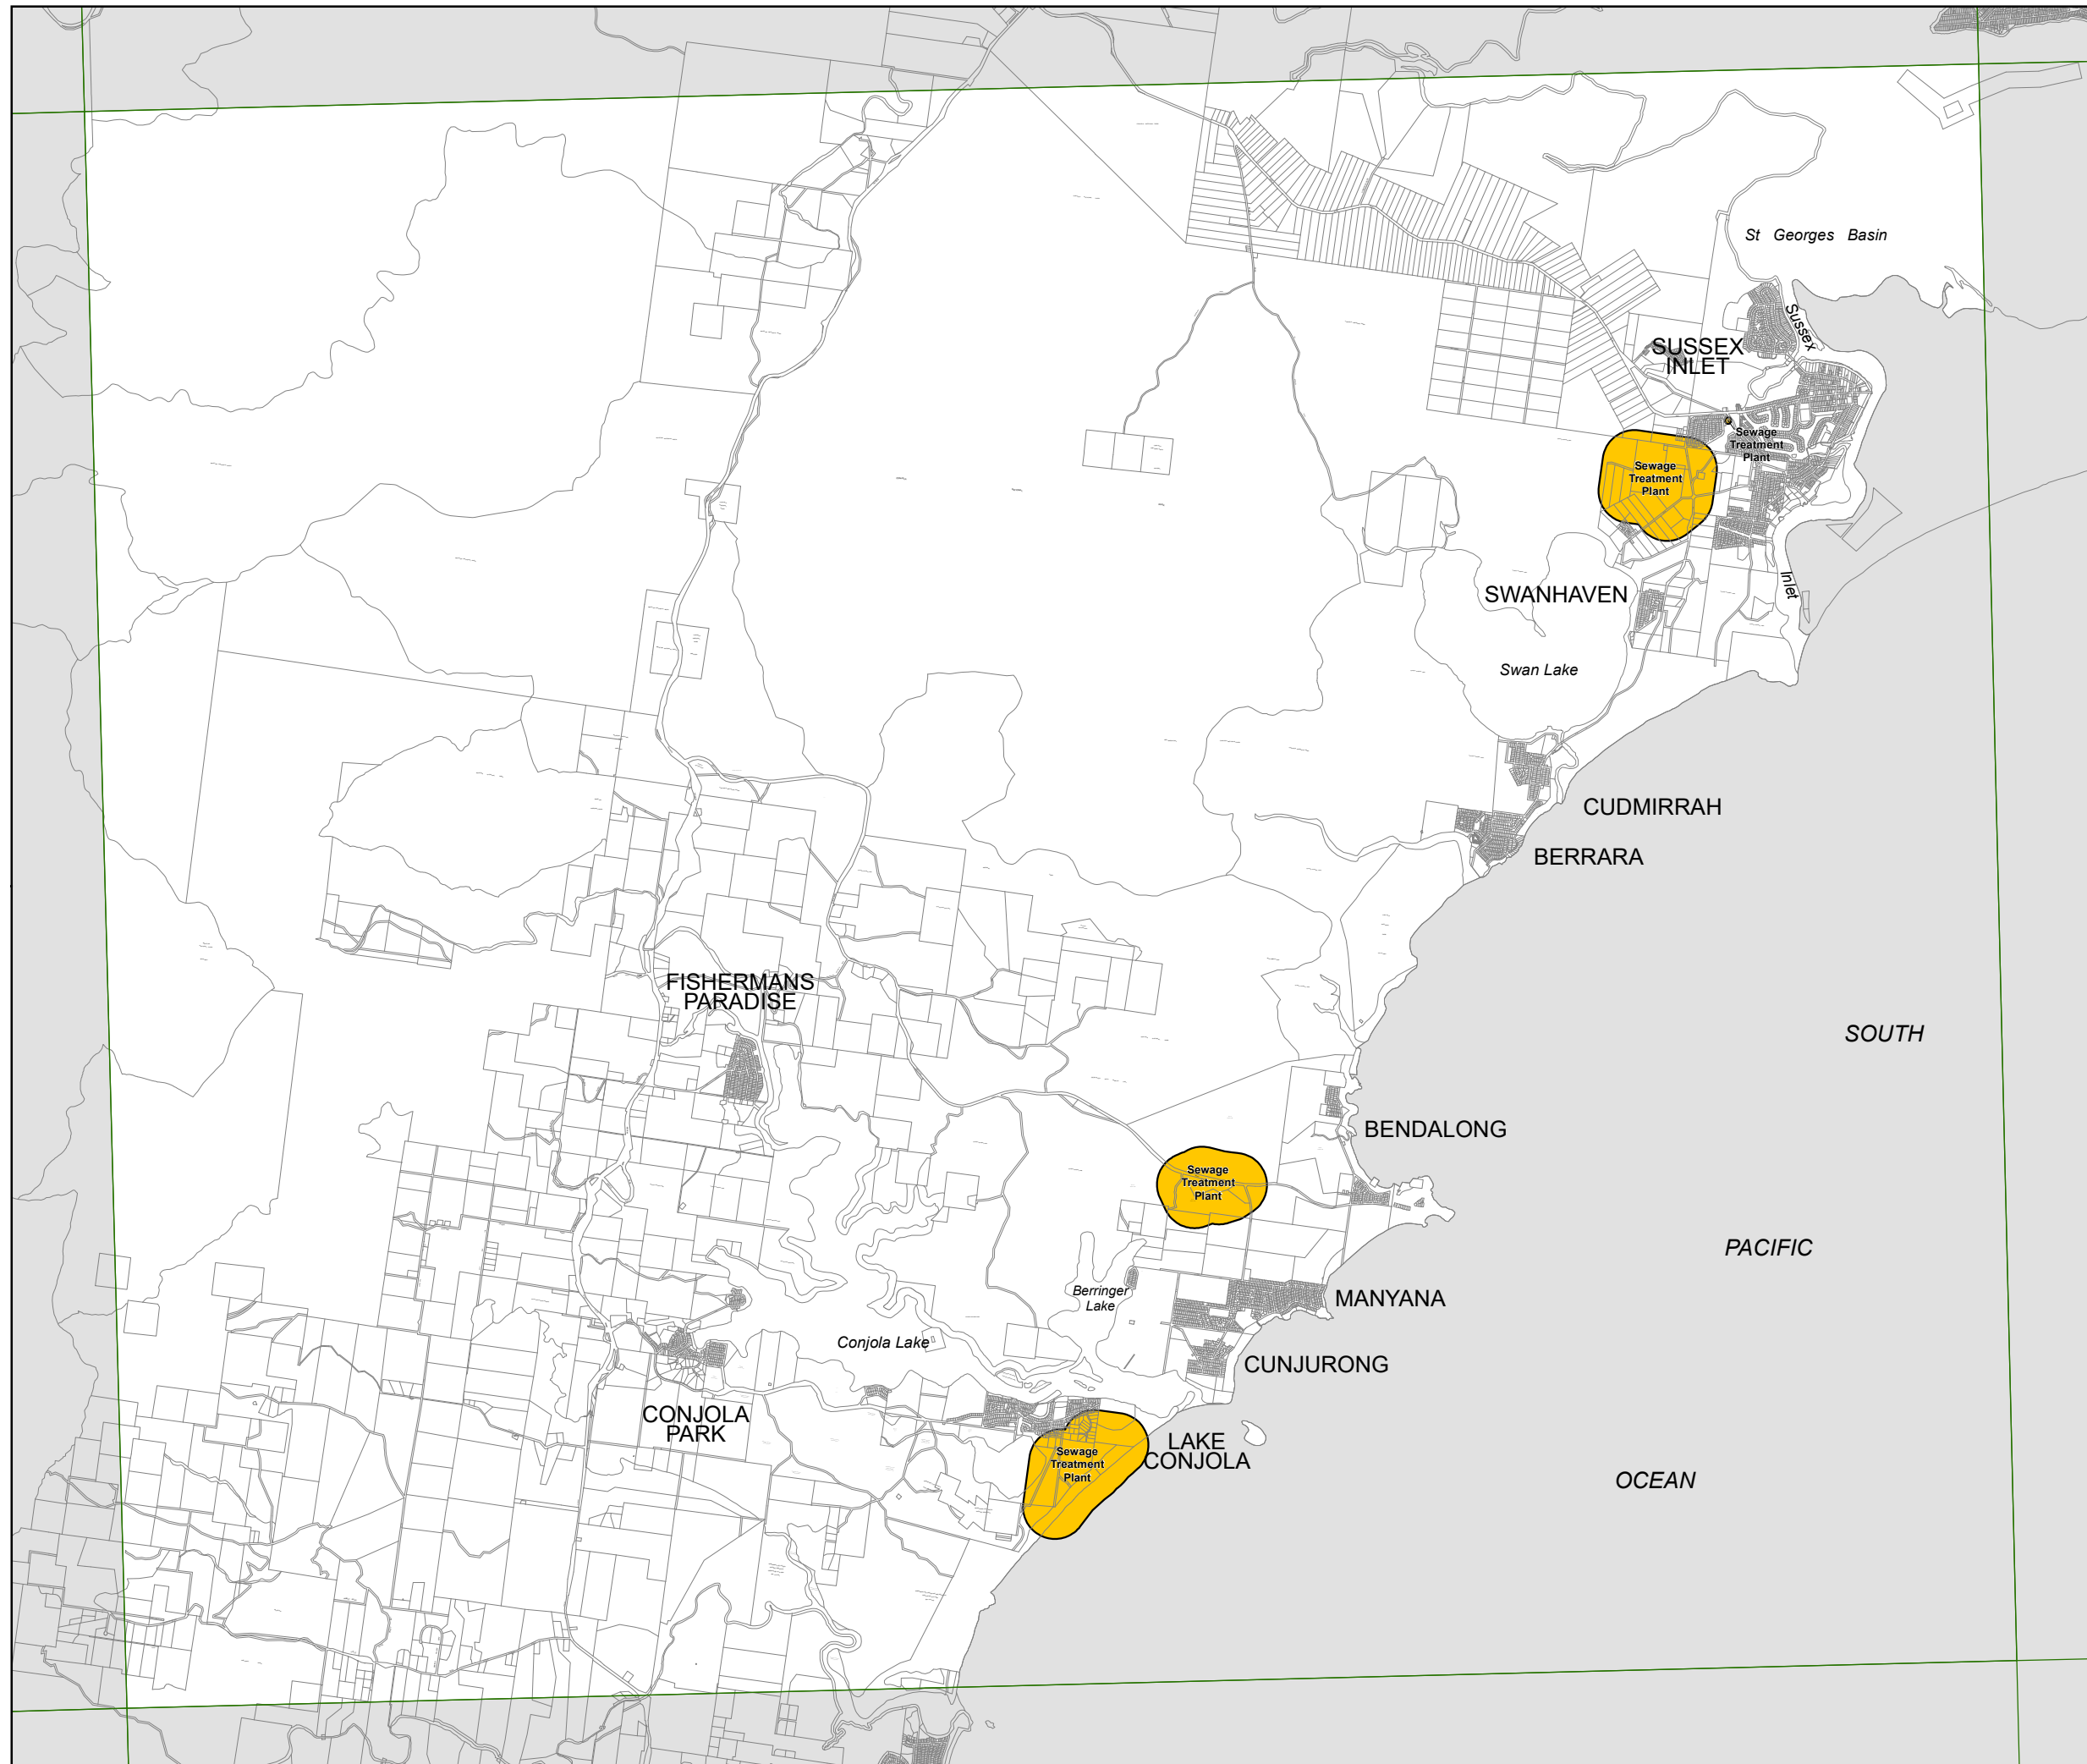 St Georges Basin
Sussex
SUSSEX
INLET
Sewage
Treatment
Plant
Sewage
Treatment
Plant
Inlet
SWANHAVEN
Swan Lake
CUDMIRRAH
BERRARA
FISHERMANS
PARADISE
SOUTH
BENDALONG
Sewage
Treatment
Plant
PACIFIC
Berringer
Lake
MANYANA
Conjola Lake
CUNJURONG
CONJOLA
PARK
LAKE
CONJOLA
Sewage
Treatment
Plant
OCEAN